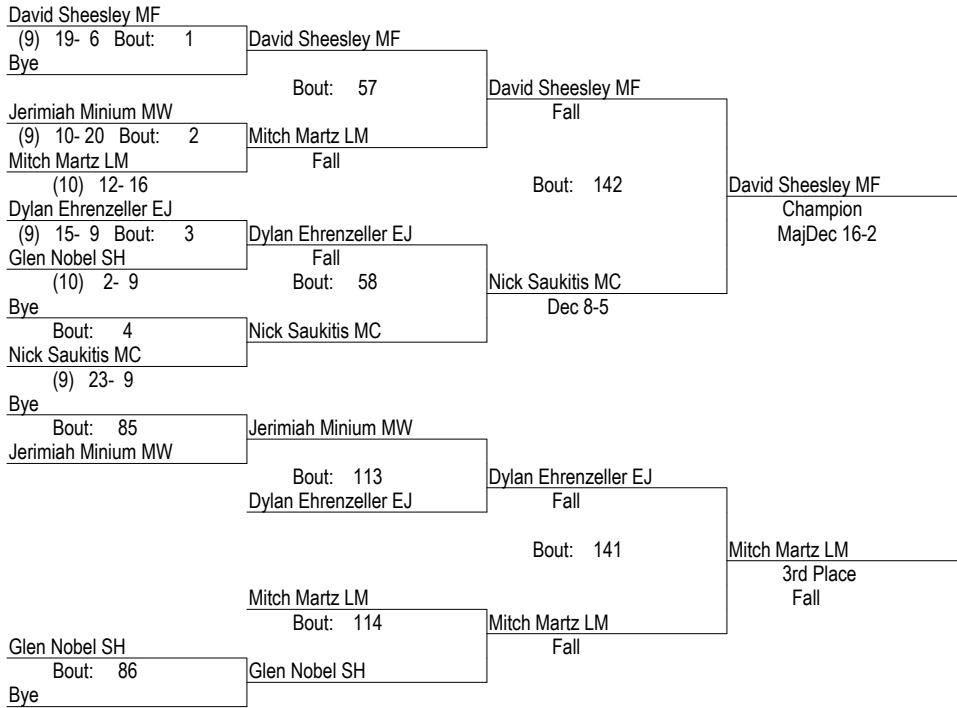 David Sheesley MF
(9) 19- 6 Bout: 1
David Sheesley MF
Bye
Bout: 57
David Sheesley MF
Jerimiah Minium MW
Fall
(9) 10- 20 Bout: 2
Mitch Martz LM
Mitch Martz LM
Fall
(10) 12- 16
Bout: 142
David Sheesley MF
Dylan Ehrenzeller EJ
Champion
(9) 15- 9 Bout: 3
Dylan Ehrenzeller EJ
MajDec 16-2
Glen Nobel SH
Fall
(10) 2- 9
Bout: 58
Nick Saukitis MC
Bye
Dec 8-5
Bout: 4
Nick Saukitis MC
Nick Saukitis MC
(9) 23- 9
Bye
Bout: 85
Jerimiah Minium MW
Jerimiah Minium MW
Bout: 113
Dylan Ehrenzeller EJ
Dylan Ehrenzeller EJ
Fall
Bout: 141
Mitch Martz LM
3rd Place
Mitch Martz LM
Fall
Bout: 114
Mitch Martz LM
Glen Nobel SH
Fall
Bout: 86
Glen Nobel SH
Bye